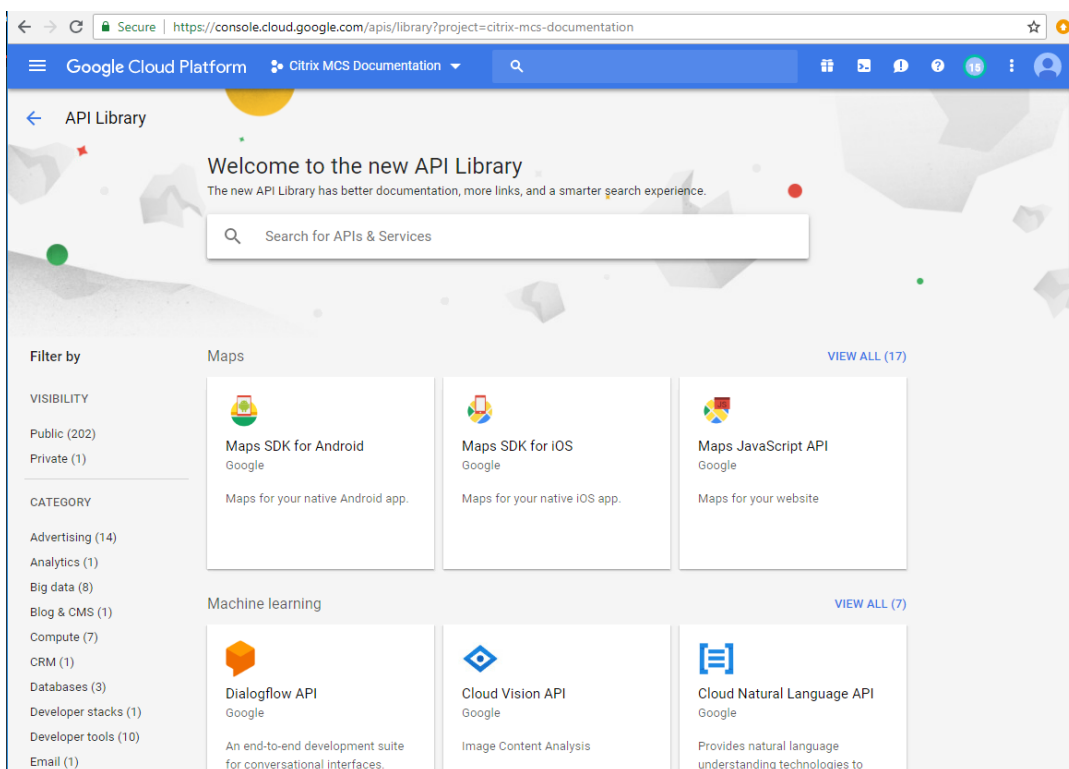 Secure | https://console.cloud.google.com/apis/library?project=citrix-mcs-documentation
Google Cloud Platform Citrix MCS Documentation 15
API Library
Welcome to the new API Library
The new API Library has better documentation, more links, and a smarter search experience.
Search for APIs & Services
Filter by
VISIBILITY
Public (202)
Private (1)
CATEGORY
Advertising (14)
Analytics (1)
Big data (8)
Blog & CMS (1)
Compute (7)
CRM (1)
Databases (3)
Developer stacks (1)
Developer tools (10)
Email (1)
Maps VIEW ALL (17)
Maps SDK for Android
Google
Maps for your native Android app.
Maps SDK for iOS
Google
Maps for your native iOS app.
JS
Maps JavaScript API
Google
Maps for your website
Machine learning VIEW ALL (7)
Dialogflow API
Google
An end-to-end development suite
for conversational interfaces.
Cloud Vision API
Google
Image Content Analysis
Cloud Natural Language API
Google
Provides natural language
understanding technologies to